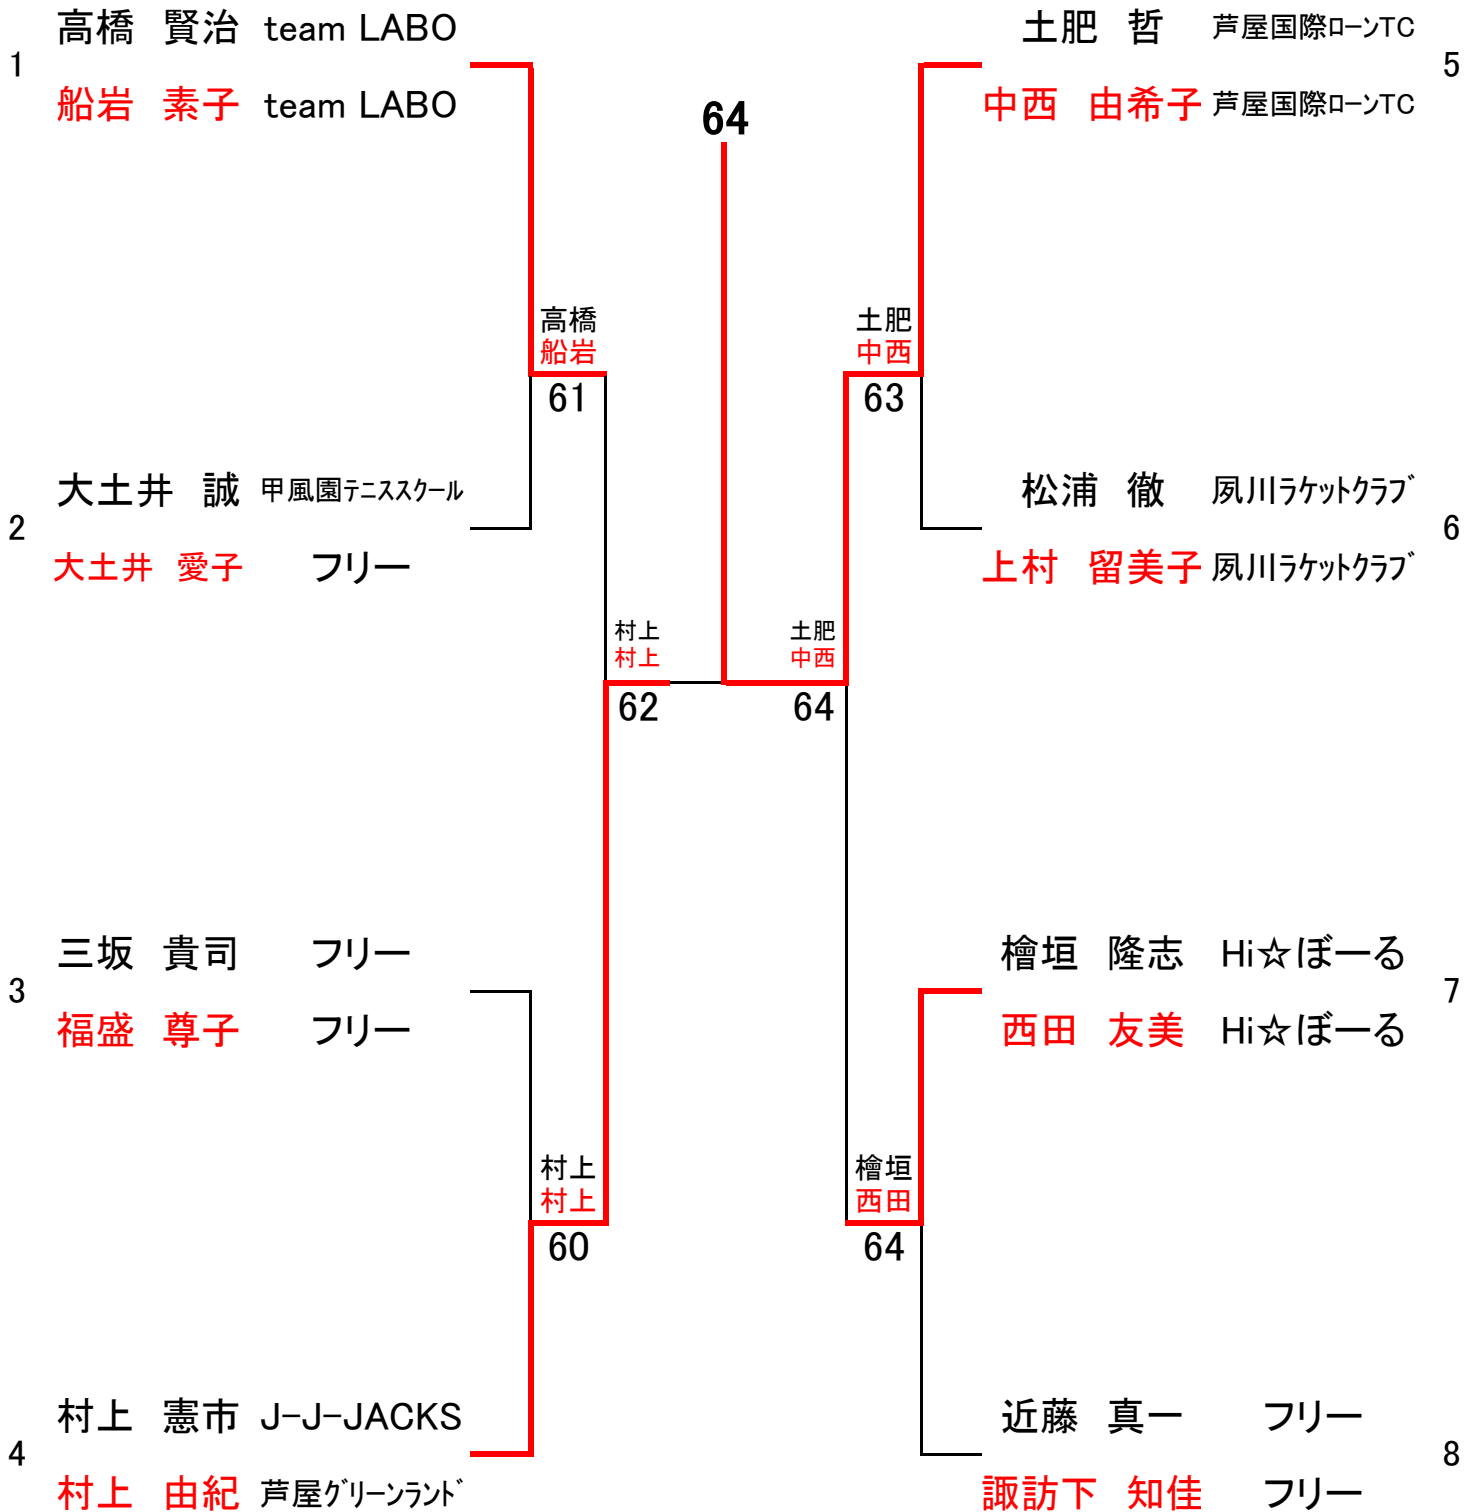 高橋　賢治 team LABO
1
船岩　素子 team LABO
土肥　哲 芦屋国際ﾛｰﾝTC
5
中西　由希子 芦屋国際ﾛｰﾝTC
64
高橋
船岩
61
土肥
中西
63
大土井　誠 甲風園ﾃﾆｽｽｸｰﾙ
2
大土井　愛子 フリー
松浦　徹 夙川ﾗｹｯﾄｸﾗﾌﾞ
6
上村　留美子 夙川ﾗｹｯﾄｸﾗﾌﾞ
村上
村上
62
土肥
中西
64
三坂　貴司 フリー
3
福盛　尊子 フリー
檜垣　隆志 Hi☆ぼーる
7
西田　友美 Hi☆ぼーる
村上
村上
60
檜垣
西田
64
村上　憲市 J-J-JACKS
4
村上　由紀 芦屋ｸﾞﾘｰﾝﾗﾝﾄﾞ
近藤　真一 フリー
8
諏訪下　知佳 フリー